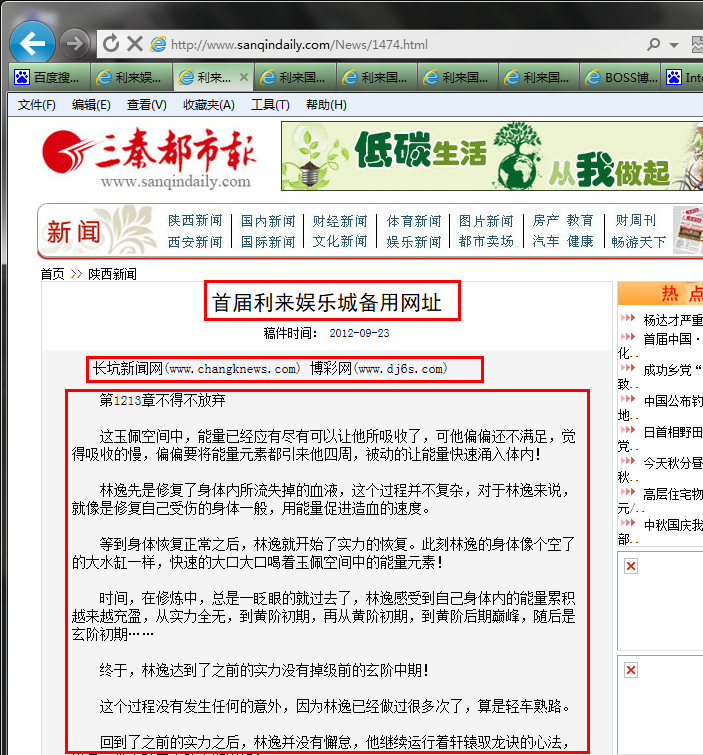 http://www.sanqindaily.com/News/1474.html
百度搜... 利来娱... 利来... 利来国... 利来国... 利来国... 利来国... BOSS博... Inte
文件(F) 编辑(E) 查看(V) 收藏夹(A) 工具(T) 帮助(H)
三秦都市报
www.sanqindaily.com
低碳生活 从我做起
新闻
陕西新闻 国内新闻 财经新闻 体育新闻 图片新闻 房产 教育 财周刊
西安新闻 国际新闻 文化新闻 娱乐新闻 都市卖场 汽车 健康 畅游天下
首页 >> 陕西新闻
首届利来娱乐城备用网址
稿件时间: 2012-09-23
长坑新闻网(www.changknews.com) 博彩网(www.dj6s.com)
第1213章不得不放弃
这玉佩空间中，能量已经应有尽有可以让他所吸收了，可他偏偏还不满足，觉
得吸收的慢，偏偏要将能量元素都引来他四周，被动的让能量快速涌入体内！
林逸先是修复了身体内所流失掉的血液，这个过程并不复杂，对于林逸来说，
就像是修复自己受伤的身体一般，用能量促进造血的速度。
等到身体恢复正常之后，林逸就开始了实力的恢复。此刻林逸的身体像个空了
的大水缸一样，快速的大口大口喝着玉佩空间中的能量元素！
时间，在修炼中，总是一眨眼的就过去了，林逸感受到自己身体内的能量累积
越来越充盈，从实力全无，到黄阶初期，再从黄阶初期，到黄阶后期巅峰，随后是
玄阶初期……
终于，林逸达到了之前的实力没有掉级前的玄阶中期！
这个过程没有发生任何的意外，因为林逸已经做过很多次了，算是轻车熟路。
回到了之前的实力之后，林逸并没有懈怠，他继续运行着轩辕驭龙诀的心法，
热 点
杨达才严重
首届中国·
化..
成功乡党“
致..
中国公布钓
地..
日首相野田
党..
今天秋分昼
秋..
高层住宅物
元/..
中秋国庆我
部..